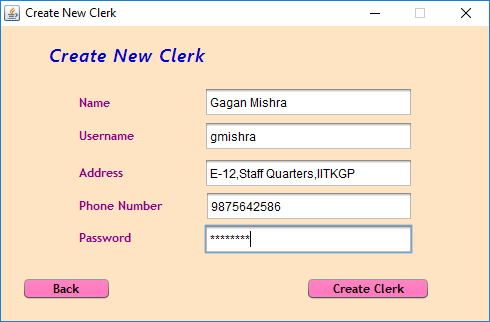 Create New Clerk
Create New Clerk
Name Gagan Mishra
Username gmishra
Address E-12,Staff Quarters,IITKGP
Phone Number 9875642586
Password ********
Back Create Clerk